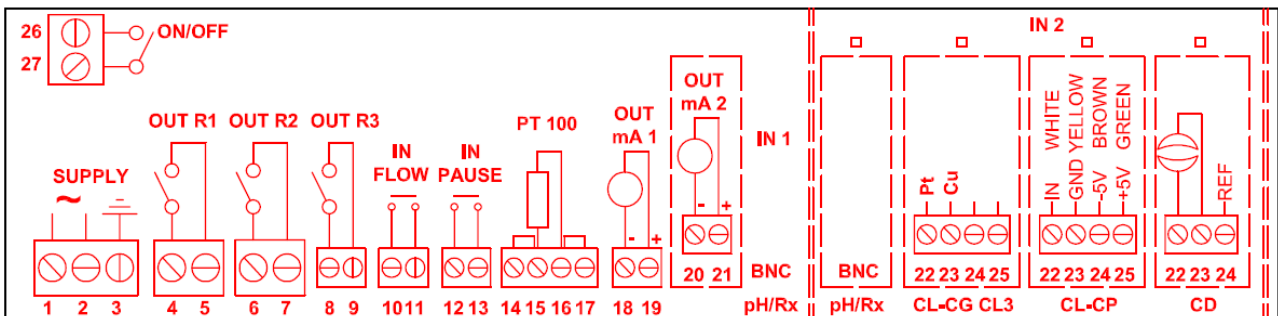 26
27
ON/OFF
IN 2
OUT R1 OUT R2 OUT R3
PT 100
OUT
mA 1
OUT
mA 2
IN 1
SUPPLY
~
IN
FLOW
IN
PAUSE
- +
- +
Pt
Cu
IN WHITE
GND YELLOW
-5V BROWN
+5V GREEN
REF
1 2 3 4 5 6 7 8 9 10 11 12 13 14 15 16 17 18 19
20 21 BNC
pH/Rx
BNC
pH/Rx
22 23 24 25
CL-CG CL3
22 23 24 25
CL-CP
22 23 24
CD